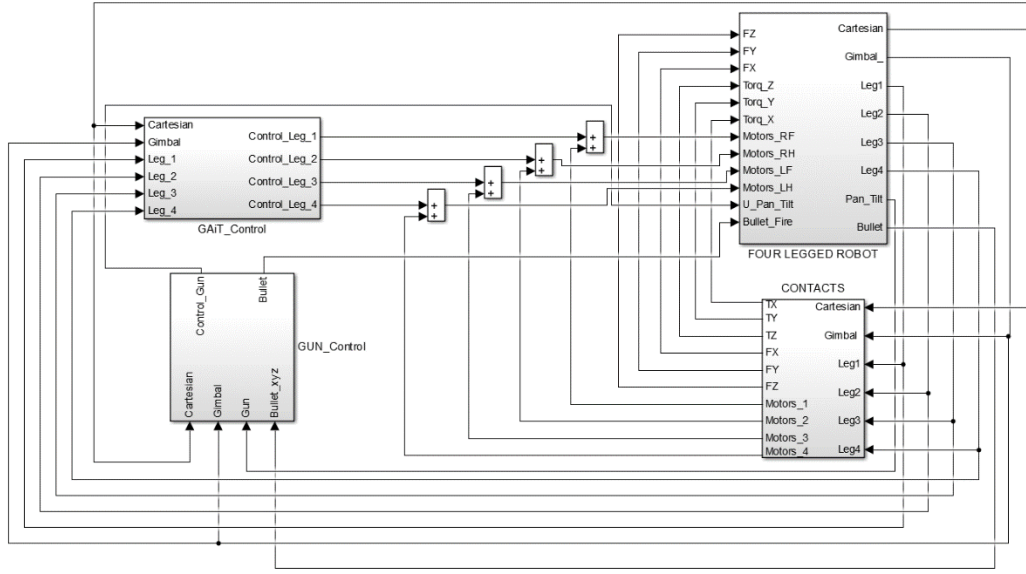 Cartesian
Gimbal
Leg_1
Leg_2
Leg_3
Leg_4
Control_Leg_1
Control_Leg_2
Control_Leg_3
Control_Leg_4
GAiT_Control
+
+
+
+
+
+
+
+
FZ
FY
FX
Torq_Z
Torq_Y
Torq_X
Motors_RF
Motors_RH
Motors_LF
Motors_LH
U_Pan_Tilt
Bullet_Fire
Cartesian
Gimbal_
Leg1
Leg2
Leg3
Leg4
Pan_Tilt
Bullet
FOUR LEGGED ROBOT
Control_Gun
Bullet
Cartesian
Gimbal
Gun
Bullet_xyz
GUN_Control
CONTACTS
TX
TY
TZ
FX
FY
FZ
Motors_1
Motors_2
Motors_3
Motors_4
Cartesian
Gimbal
Leg1
Leg2
Leg3
Leg4